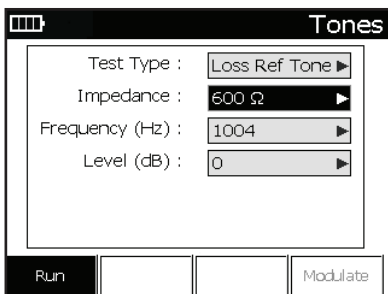 Tones
Test Type : Loss Ref Tone
Impedance : 600 Ω
Frequency (Hz) : 1004
Level (dB) : 0
Run
Modulate